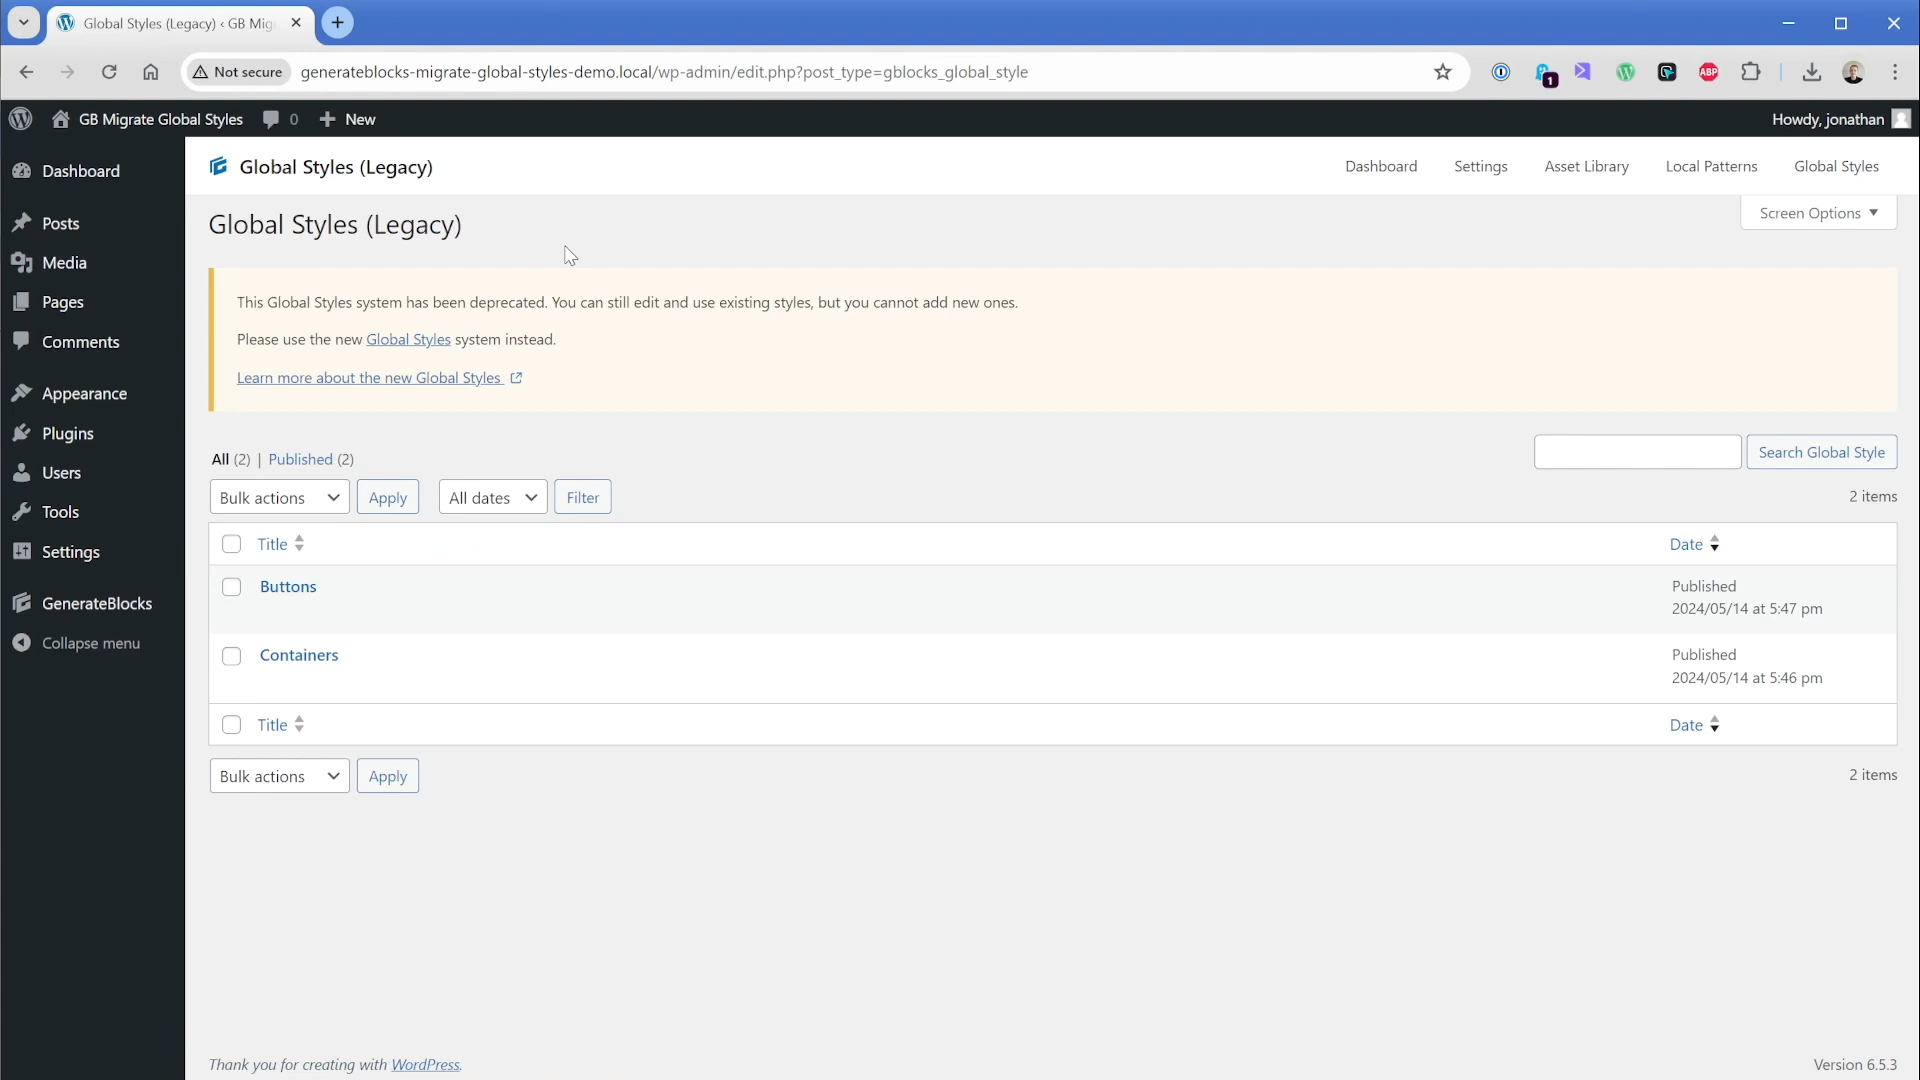 Global Styles (Legacy) ‹ GB Mig
Not secure
generateblocks-migrate-global-styles-demo.local/wp-admin/edit.php?post_type=gblocks_global_style
1
ABP
GB Migrate Global Styles
0
New
Howdy, jonathan
Dashboard
Posts
Media
Pages
Comments
Appearance
Plugins
Users
Tools
Settings
GenerateBlocks
Collapse menu
Global Styles (Legacy)
Dashboard
Settings
Asset Library
Local Patterns
Global Styles
Global Styles (Legacy)
Screen Options
This Global Styles system has been deprecated. You can still edit and use existing styles, but you cannot add new ones.
Please use the new Global Styles system instead.
Learn more about the new Global Styles
All (2) | Published (2)
Search Global Style
Bulk actions
Apply
All dates
Filter
2 items
Title
Date
Buttons
Published
2024/05/14 at 5:47 pm
Containers
Published
2024/05/14 at 5:46 pm
Title
Date
Bulk actions
Apply
2 items
Thank you for creating with WordPress.
Version 6.5.3